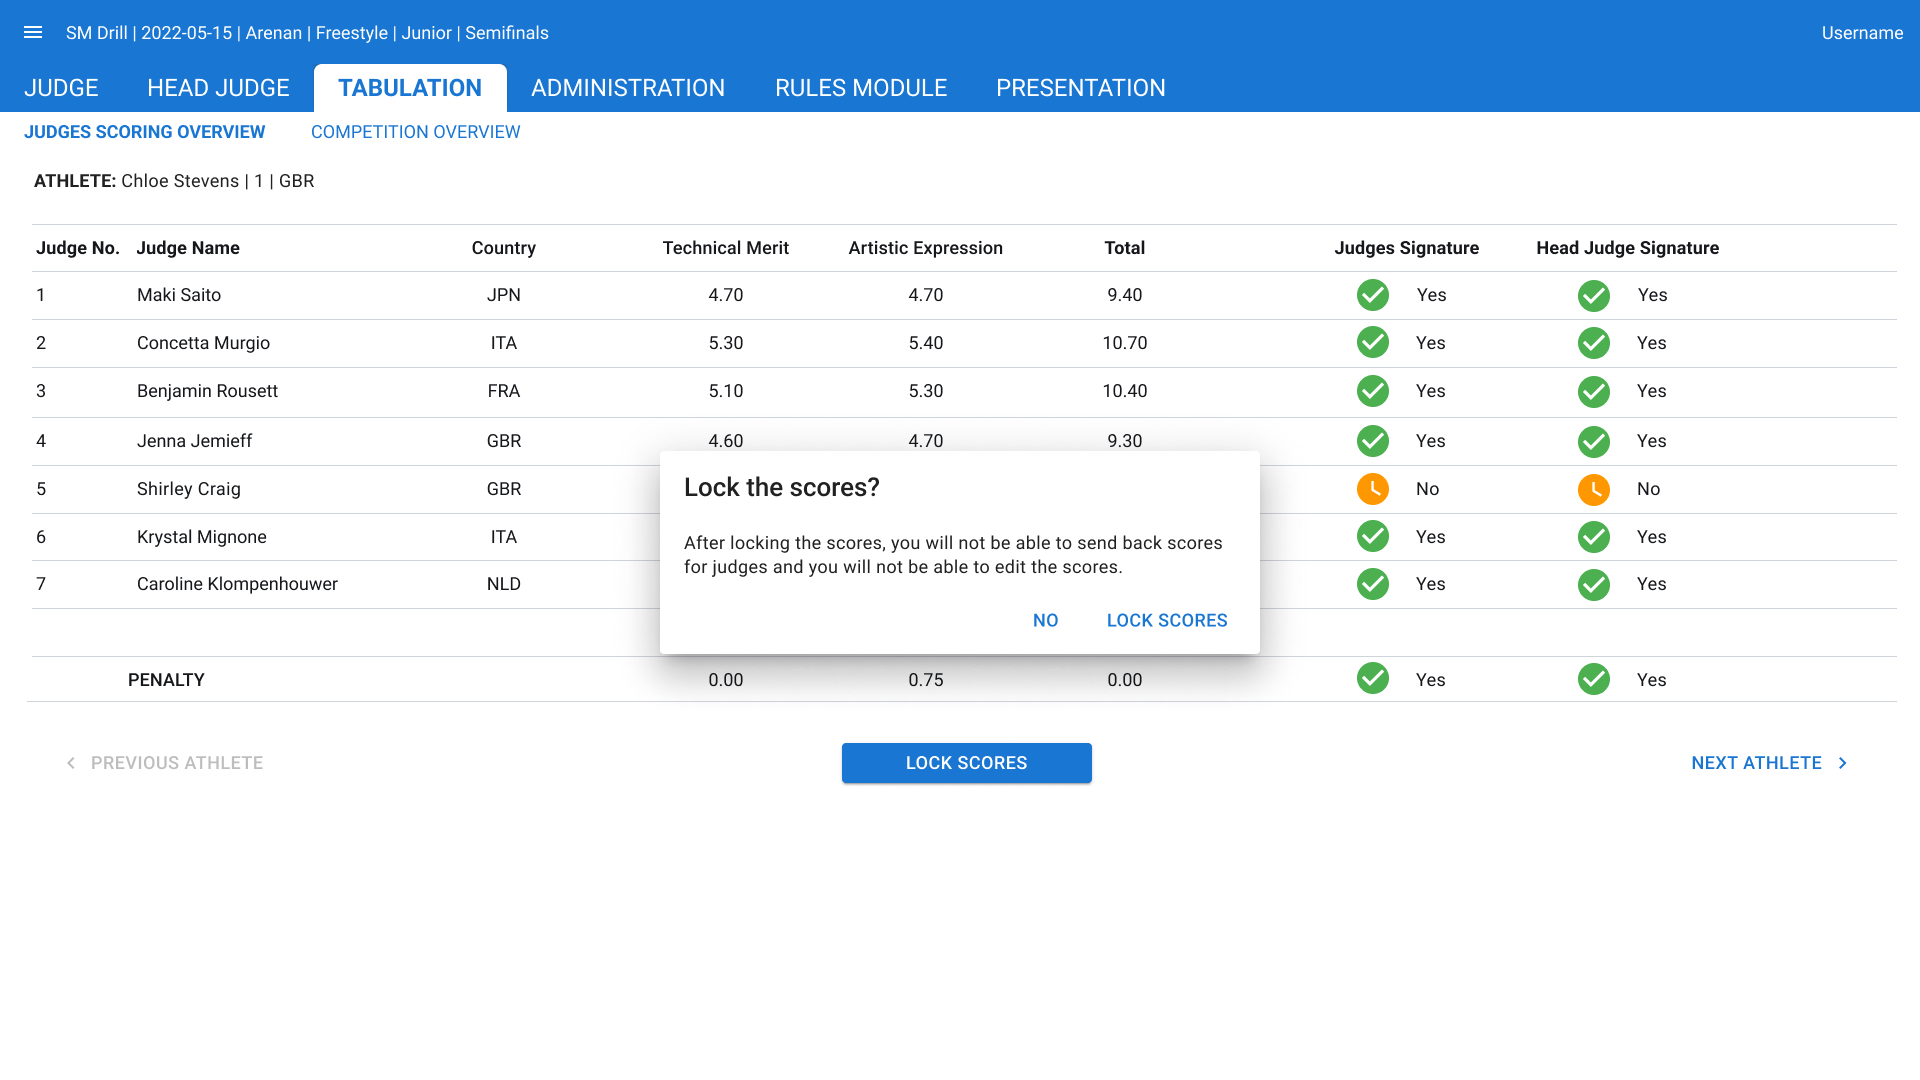 SM Drill | 2022-05-15 | Arenan | Freestyle | Junior | Semifinals
Username
JUDGE HEAD JUDGE TABULATION ADMINISTRATION RULES MODULE PRESENTATION
JUDGES SCORING OVERVIEW COMPETITION OVERVIEW
ATHLETE: Chloe Stevens | 1 | GBR
Judge No. Judge Name Country Technical Merit Artistic Expression Total Judges Signature Head Judge Signature
1 Maki Saito JPN 4.70 4.70 9.40 Yes Yes
2 Concetta Murgio ITA 5.30 5.40 10.70 Yes Yes
3 Benjamin Rousett FRA 5.10 5.30 10.40 Yes Yes
4 Jenna Jemieff GBR 4.60 4.70 9.30 Yes Yes
5 Shirley Craig GBR No No
6 Krystal Mignone ITA Yes Yes
7 Caroline Klompenhouwer NLD Yes Yes
Lock the scores?
After locking the scores, you will not be able to send back scores
for judges and you will not be able to edit the scores.
NO LOCK SCORES
PENALTY 0.00 0.75 0.00 Yes Yes
PREVIOUS ATHLETE LOCK SCORES NEXT ATHLETE